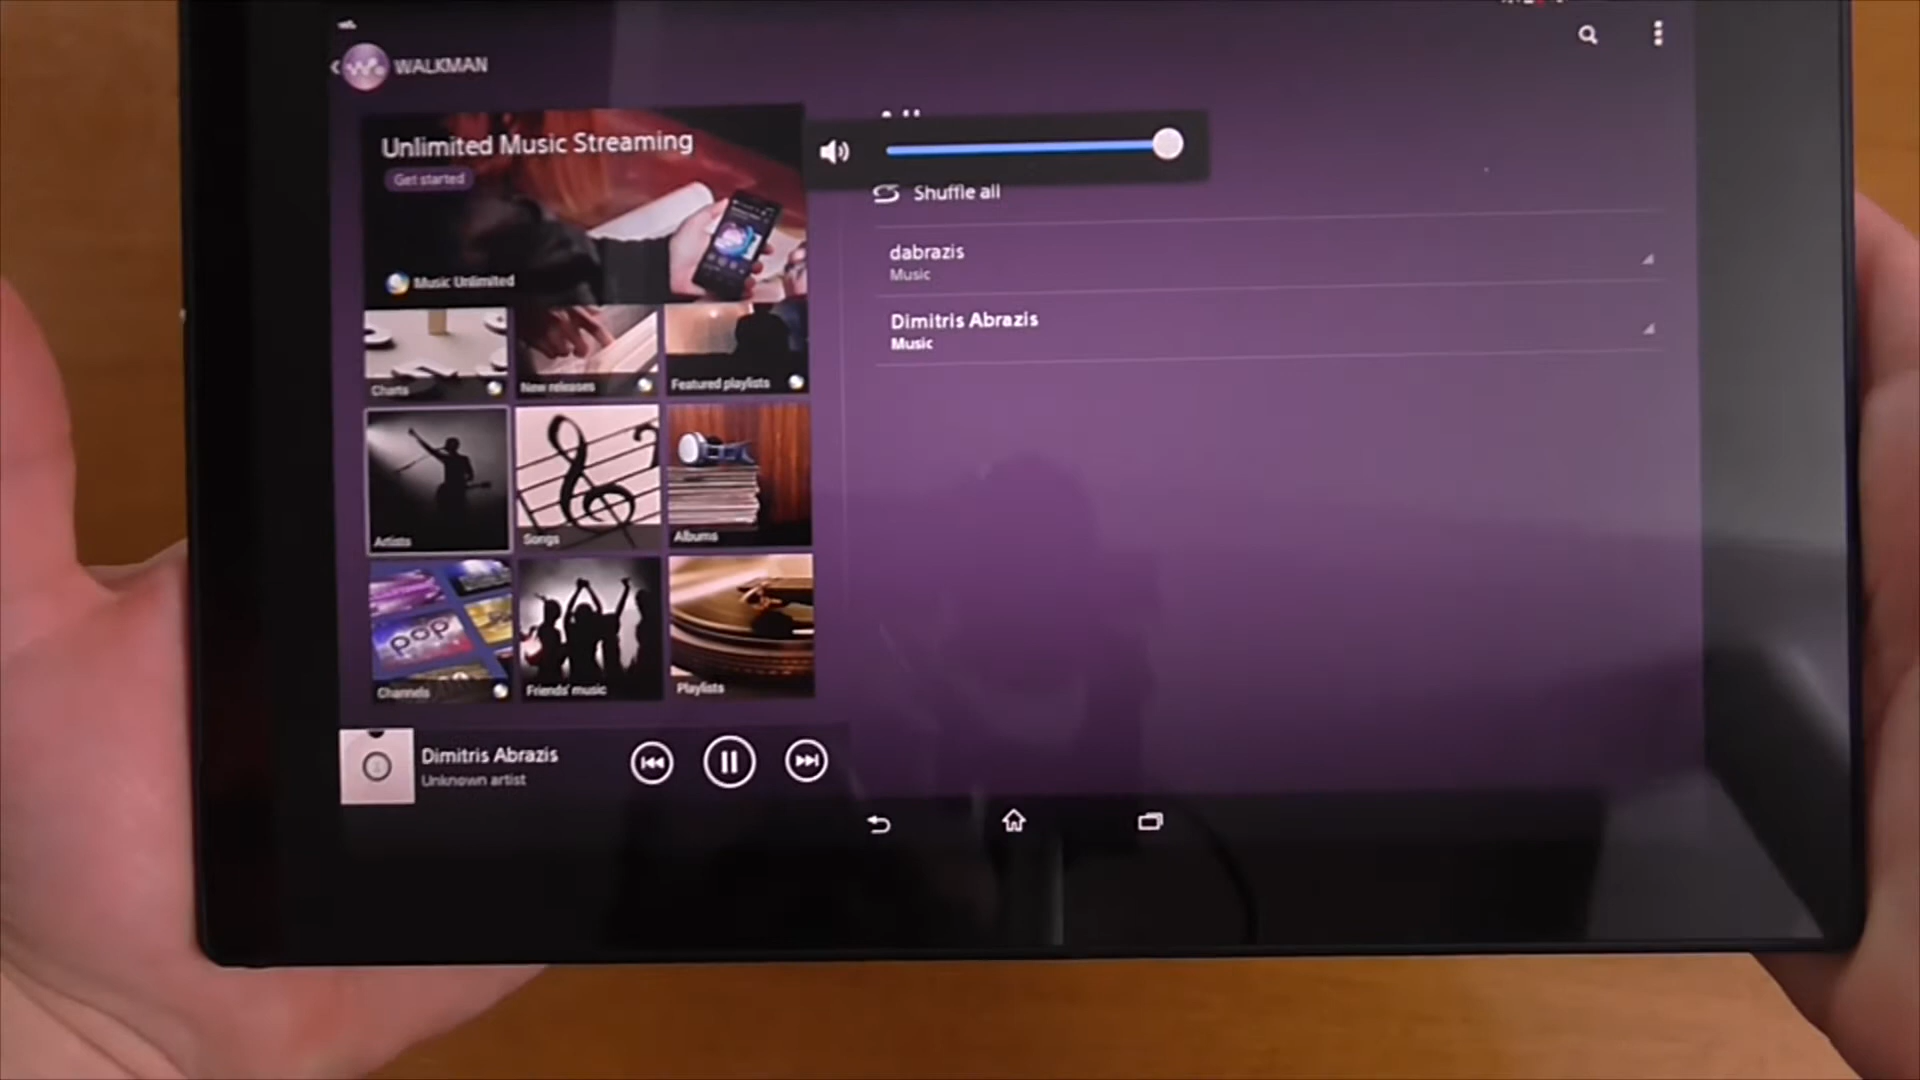 WALKMAN
Unlimited Music Streaming
Get started
Music Unlimited
Charts
New releases
Featured playlists
Artists
Songs
Albums
pop
Channels
Friends' music
Playlists
Shuffle all
dabrazis
Music
Dimitris Abrazis
Music
Dimitris Abrazis
Unknown artist